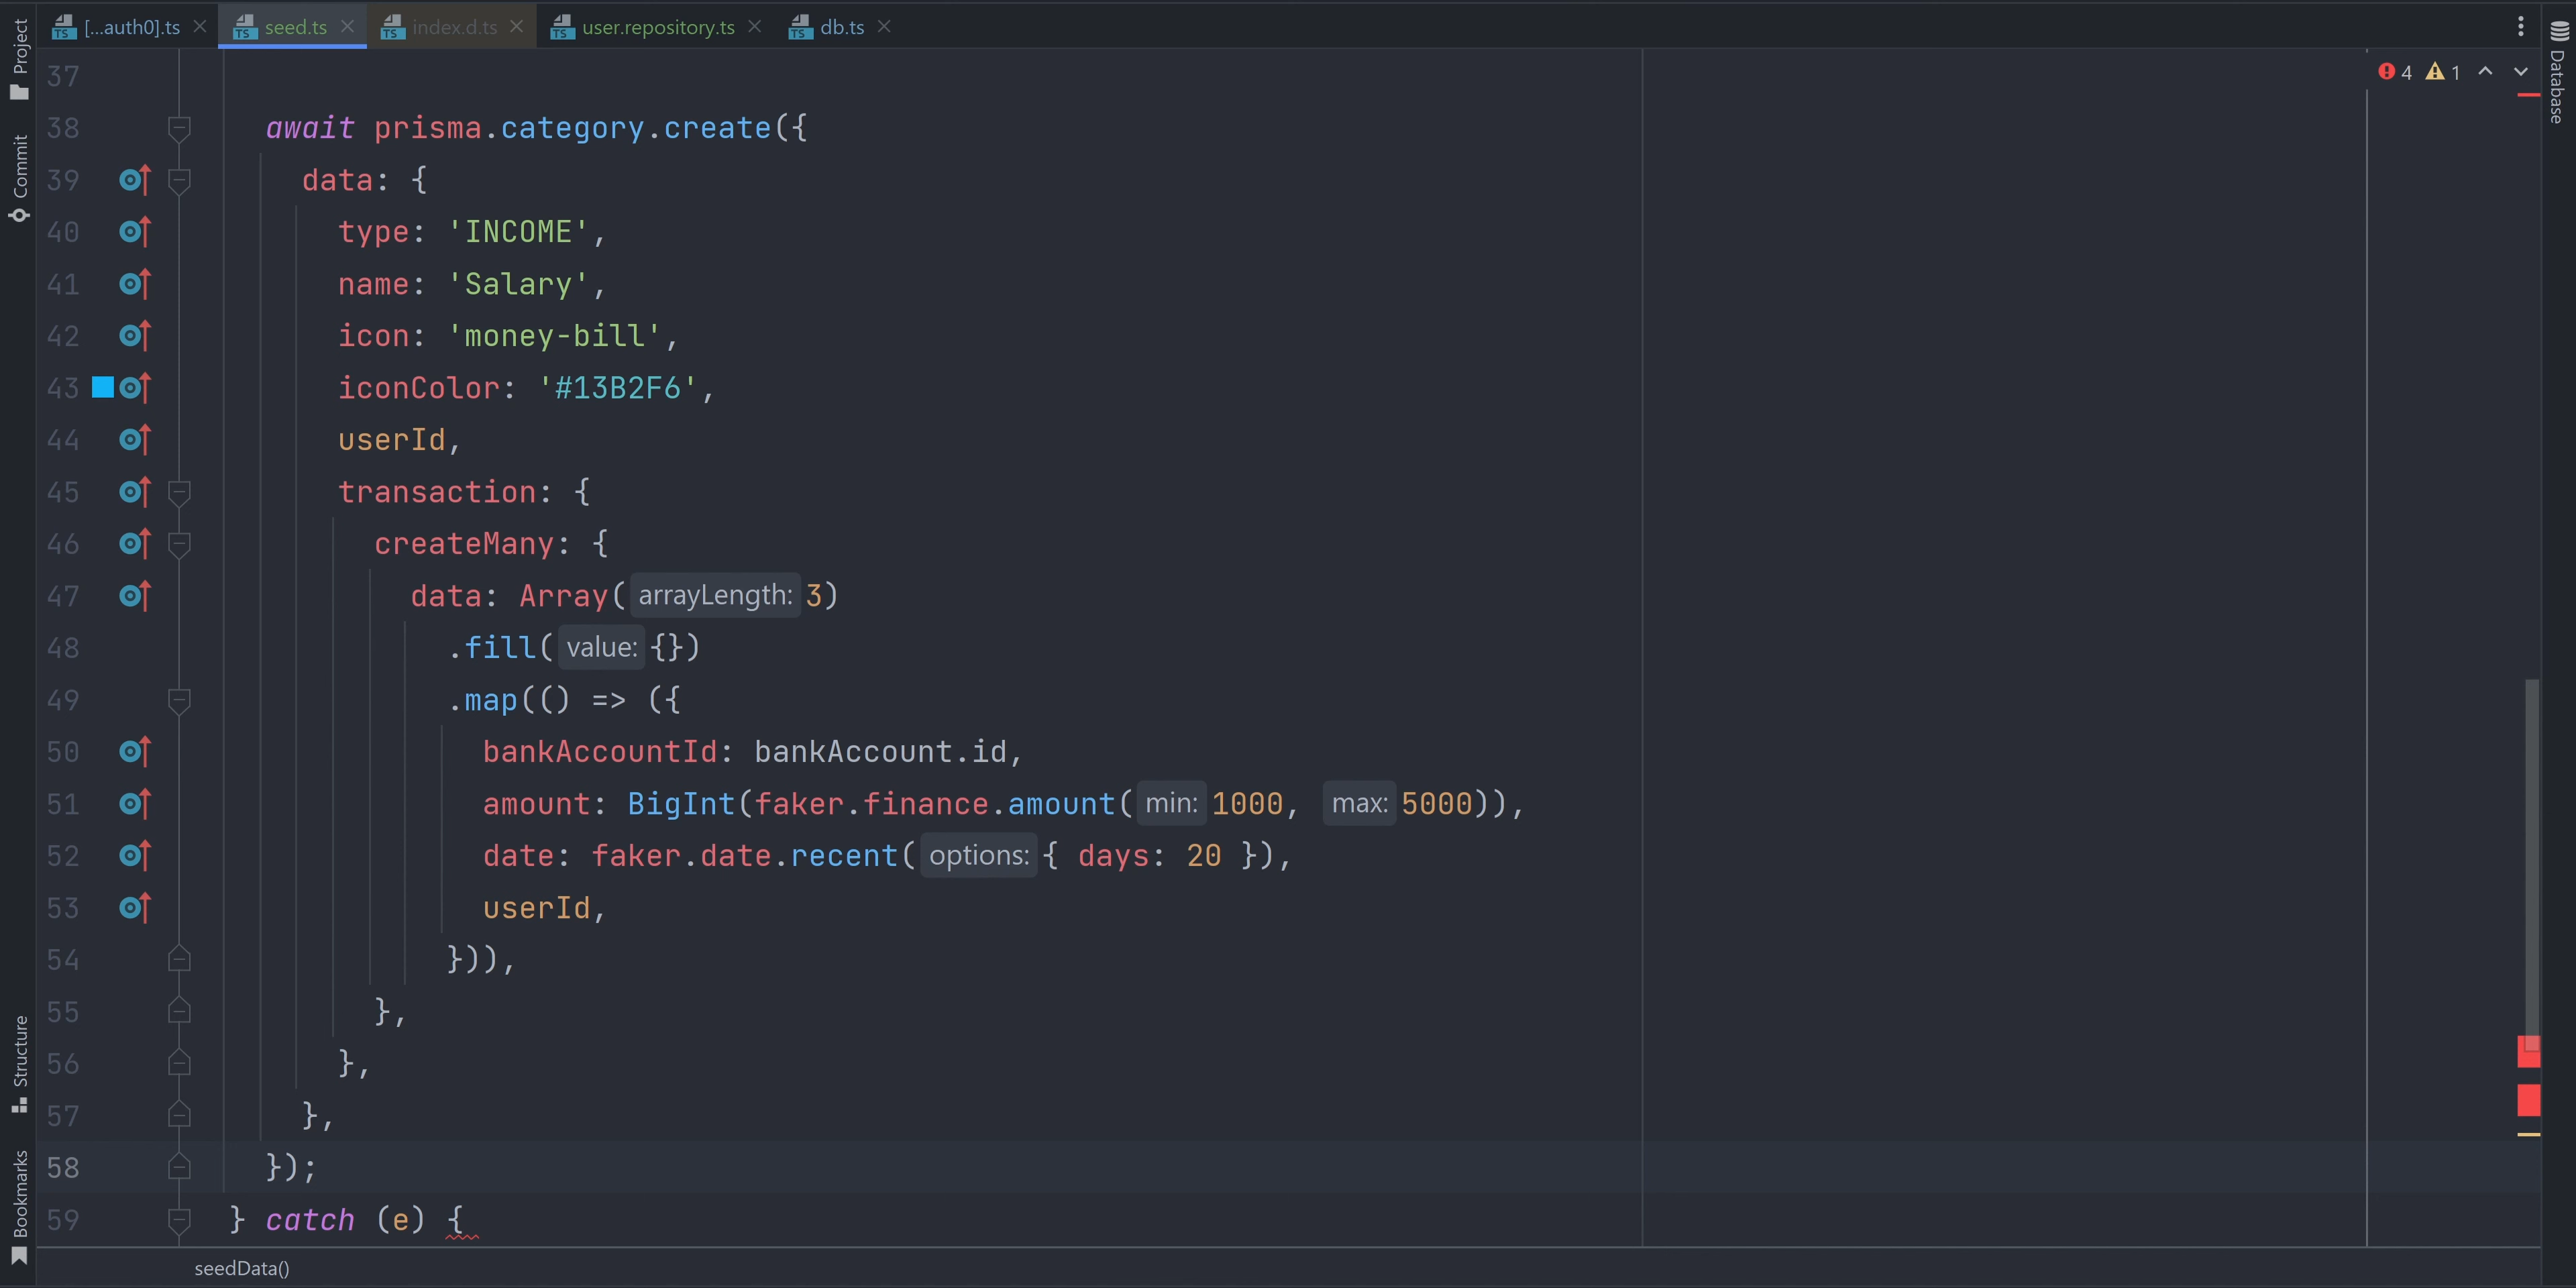 [...auth0].ts
seed.ts
index.d.ts
user.repository.ts
db.ts
Project
Commit
Structure
Bookmarks
Database
4 1
37
38 await prisma.category.create({
39 data: {
40 type: 'INCOME',
41 name: 'Salary',
42 icon: 'money-bill',
43 iconColor: '#13B2F6',
44 userId,
45 transaction: {
46 createMany: {
47 data: Array( arrayLength: 3)
48 .fill( value: {})
49 .map(() => ({
50 bankAccountId: bankAccount.id,
51 amount: BigInt(faker.finance.amount( min: 1000, max: 5000)),
52 date: faker.date.recent( options: { days: 20 }),
53 userId,
54 })),
55 },
56 },
57 },
58 });
59 } catch (e) {
seedData()